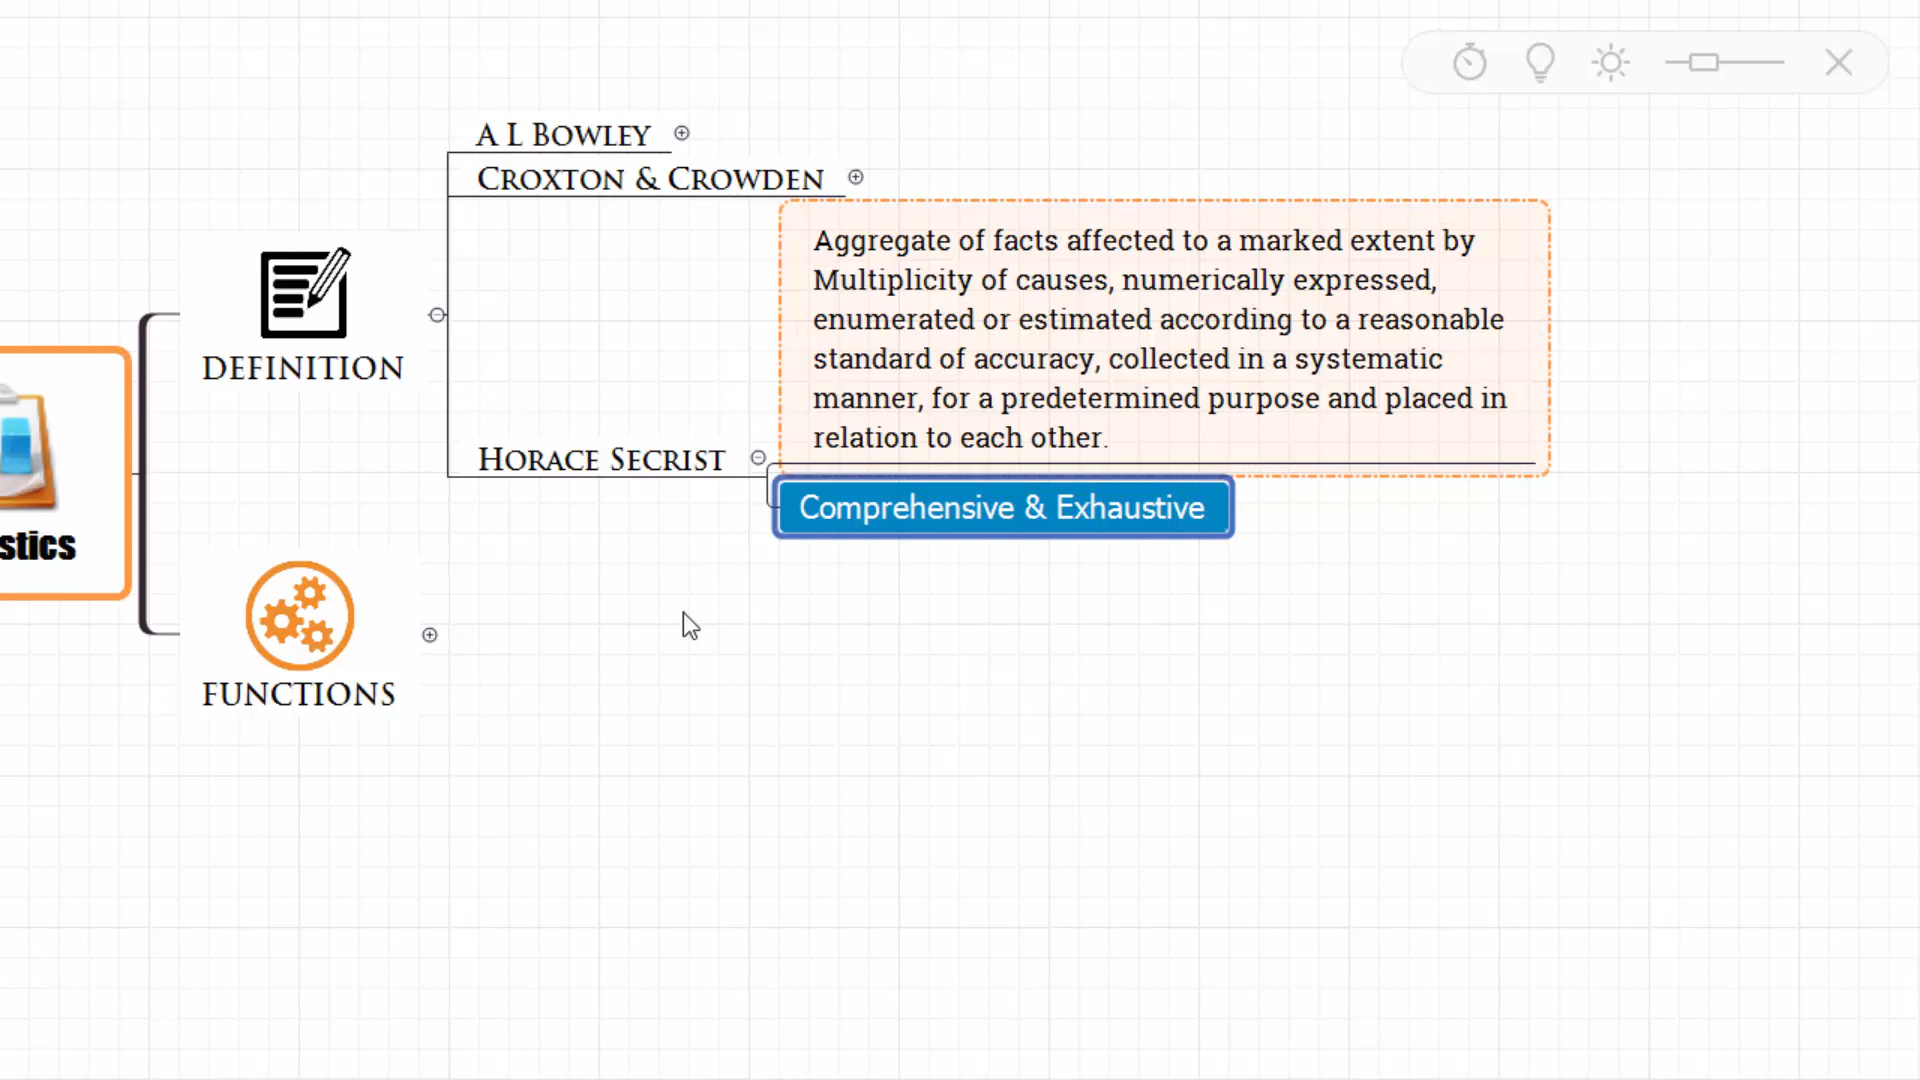 A L BOWLEY
CROXTON & CROWDEN
Aggregate of facts affected to a marked extent by
Multiplicity of causes, numerically expressed,
enumerated or estimated according to a reasonable
standard of accuracy, collected in a systematic
manner, for a predetermined purpose and placed in
relation to each other.
DEFINITION
HORACE SECRIST
Comprehensive & Exhaustive
stics
FUNCTIONS